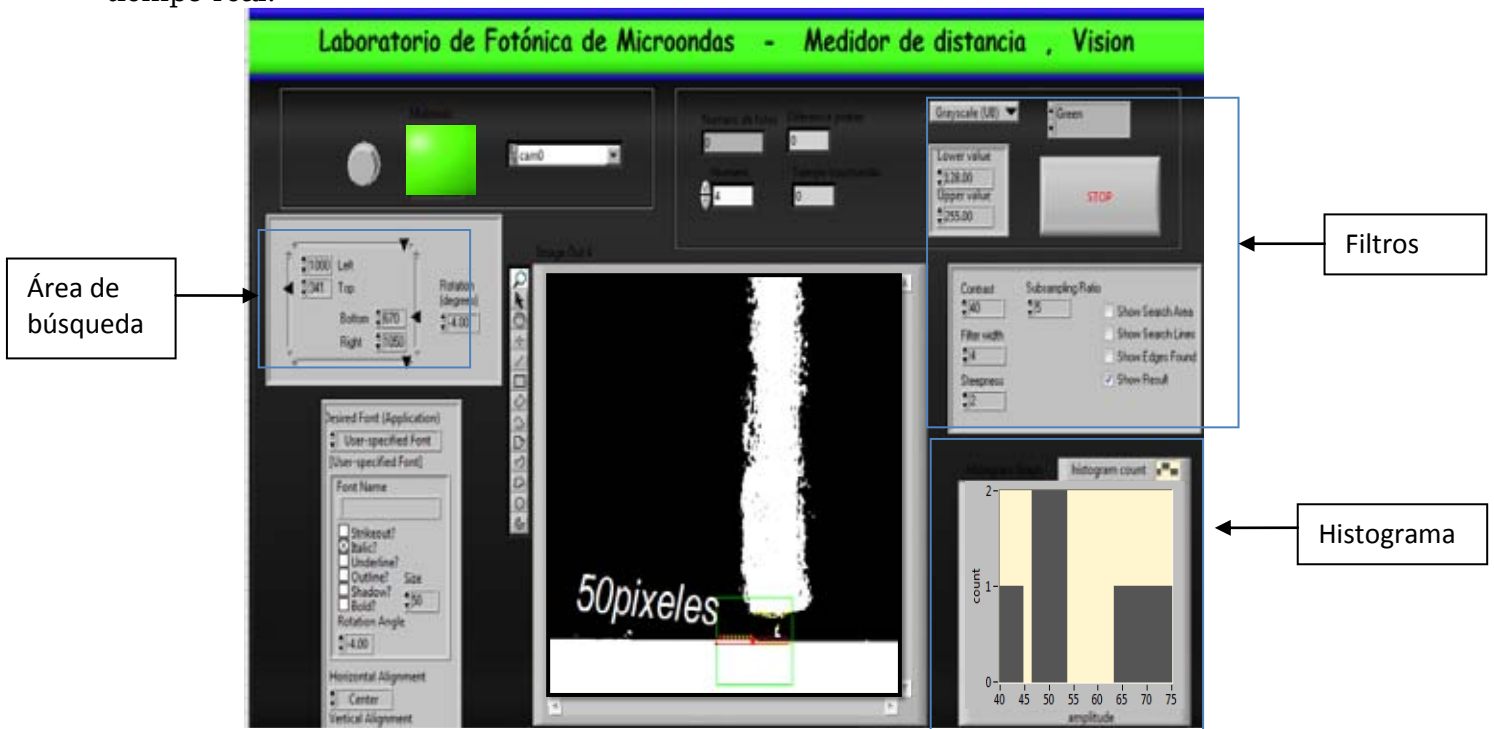 Laboratorio de Fotónica de Microondas - Medidor de distancia , Vision
cam0
0
0
4
0
Grayscale (U8)
Green
Lower value
128.00
Upper value
255.00
STOP
Filtros
Área de
búsqueda
1000 Left
341 Top
Bottom 670
Right 1050
Rotation
(degrees)
-4.00
Image Out 4
Contrast
40
Subsampling Ratio
5
Filter width
4
Steepness
2
Show Search Area
Show Search Lines
Show Edges Found
Show Result
Desired Font (Application)
User-specified Font
[User-specified Font]
Font Name
Strikeout?
Italic?
Underline?
Outline?
Shadow?
Bold?
Size
50
Rotation Angle
-4.00
Horizontal Alignment
Center
Vertical Alignment
50pixeles
histogram count
2
1
0
count
40 45 50 55 60 65 70 75
amplitude
Histograma